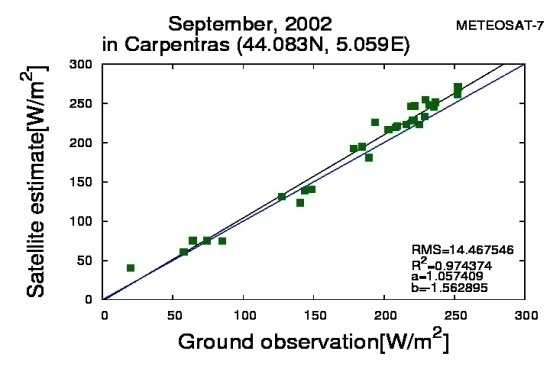 September, 2002
METEOSAT-7
in Carpentras (44.083N, 5.059E)
Satellite estimate[W/m²]
300
250
200
150
100
50
0
RMS=14.467546
R²=0.974374
a=1.057409
b=-1.562895
0 50 100 150 200 250 300
Ground observation[W/m²]